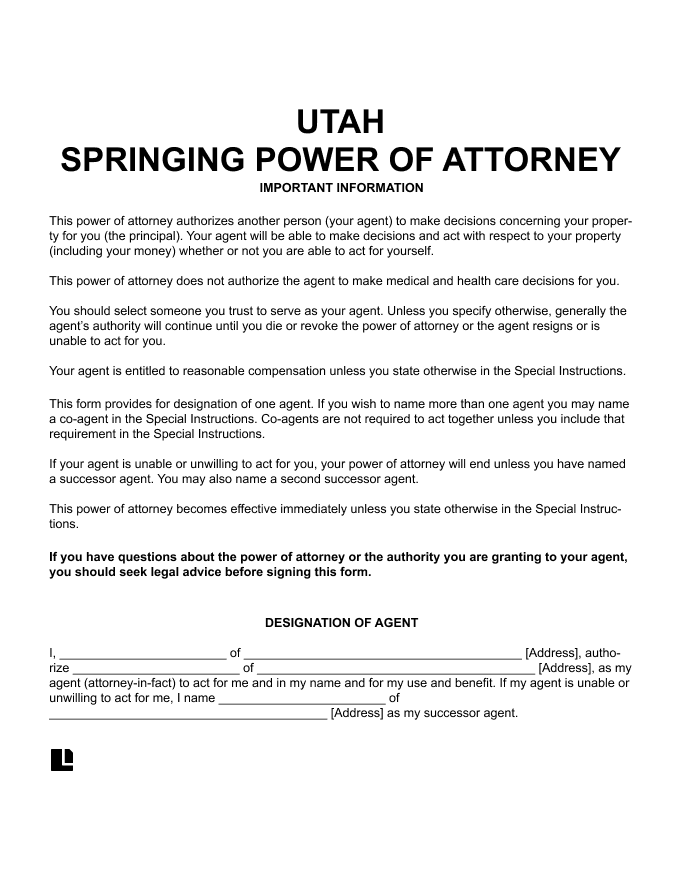 UTAH
SPRINGING POWER OF ATTORNEY
IMPORTANT INFORMATION
This power of attorney authorizes another person (your agent) to make decisions concerning your proper-
ty for you (the principal). Your agent will be able to make decisions and act with respect to your property
(including your money) whether or not you are able to act for yourself.
This power of attorney does not authorize the agent to make medical and health care decisions for you.
You should select someone you trust to serve as your agent. Unless you specify otherwise, generally the
agent's authority will continue until you die or revoke the power of attorney or the agent resigns or is
unable to act for you.
Your agent is entitled to reasonable compensation unless you state otherwise in the Special Instructions.
This form provides for designation of one agent. If you wish to name more than one agent you may name
a co-agent in the Special Instructions. Co-agents are not required to act together unless you include that
requirement in the Special Instructions.
If your agent is unable or unwilling to act for you, your power of attorney will end unless you have named
a successor agent. You may also name a second successor agent.
This power of attorney becomes effective immediately unless you state otherwise in the Special Instruc-
tions.
If you have questions about the power of attorney or the authority you are granting to your agent,
you should seek legal advice before signing this form.
DESIGNATION OF AGENT
I, ________________________ of ________________________________________ [Address], autho-
rize ________________________ of ________________________________________ [Address], as my
agent (attorney-in-fact) to act for me and in my name and for my use and benefit. If my agent is unable or
unwilling to act for me, I name ________________________ of
________________________________________ [Address] as my successor agent.